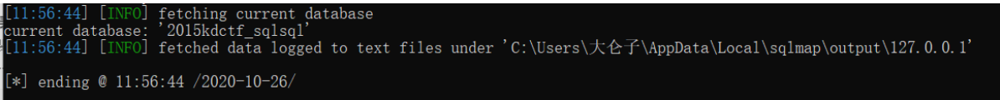 [11:56:44] [INFO] fetching current database
current database: '2015kdctf_sqlsql'
[11:56:44] [INFO] fetched data logged to text files under 'C:\Users\大仑子\AppData\Local\sqlmap\output\127.0.0.1'
[*] ending @ 11:56:44 /2020-10-26/